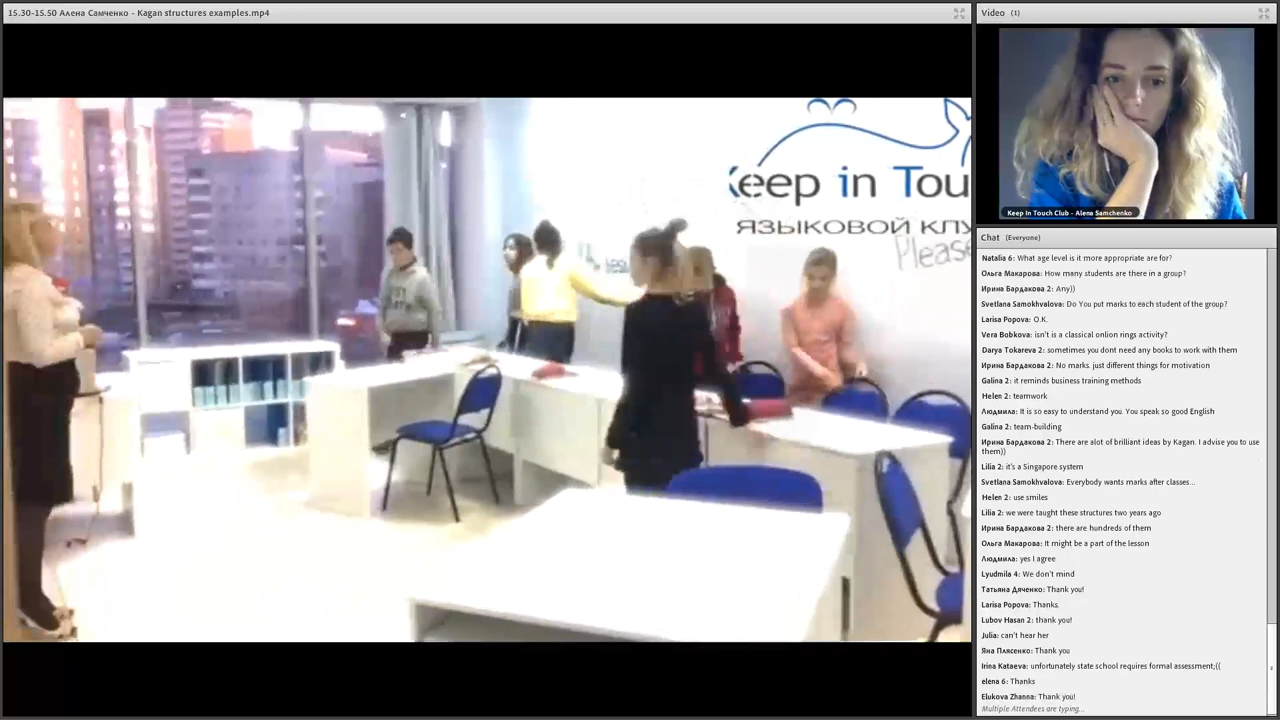 15.30-15.50 Алена Самченко - Kagan structures examples.mp4
Keep in Tou
ЯЗЫКОВОЙ КЛУ
Please
Video (1)
Keep In Touch Club - Alena Samchenko
Chat (Everyone)
Natalia 6: What age level is it more appropriate are for?
Ольга Макарова: How many students are there in a group?
Ирина Бардакова 2: Any))
Svetlana Samokhvalova: Do You put marks to each student of the group?
Larisa Popova: O.K.
Vera Bobkova: isn't is a classical onlion rings activity?
Darya Tokareva 2: sometimes you dont need any books to work with them
Ирина Бардакова 2: No marks. just different things for motivation
Galina 2: it reminds business training methods
Helen 2: teamwork
Людмила: It is so easy to understand you. You speak so good English
Galina 2: team-building
Ирина Бардакова 2: There are alot of brilliant ideas by Kagan. I advise you to use
them))
Lilia 2: it's a Singapore system
Svetlana Samokhvalova: Everybody wants marks after classes...
Helen 2: use smiles
Lilia 2: we were taught these structures two years ago
Ирина Бардакова 2: there are hundreds of them
Ольга Макарова: It might be a part of the lesson
Людмила: yes I agree
Lyudmila 4: We don't mind
Татьяна Дяченко: Thank you!
Larisa Popova: Thanks.
Lubov Hasan 2: thank you!
Julia: can't hear her
Яна Плясенко: Thank you
Irina Kataeva: unfortunately state school requires formal assessment;((
elena 6: Thanks
Elukova Zhanna: Thank you!
Multiple Attendees are typing...